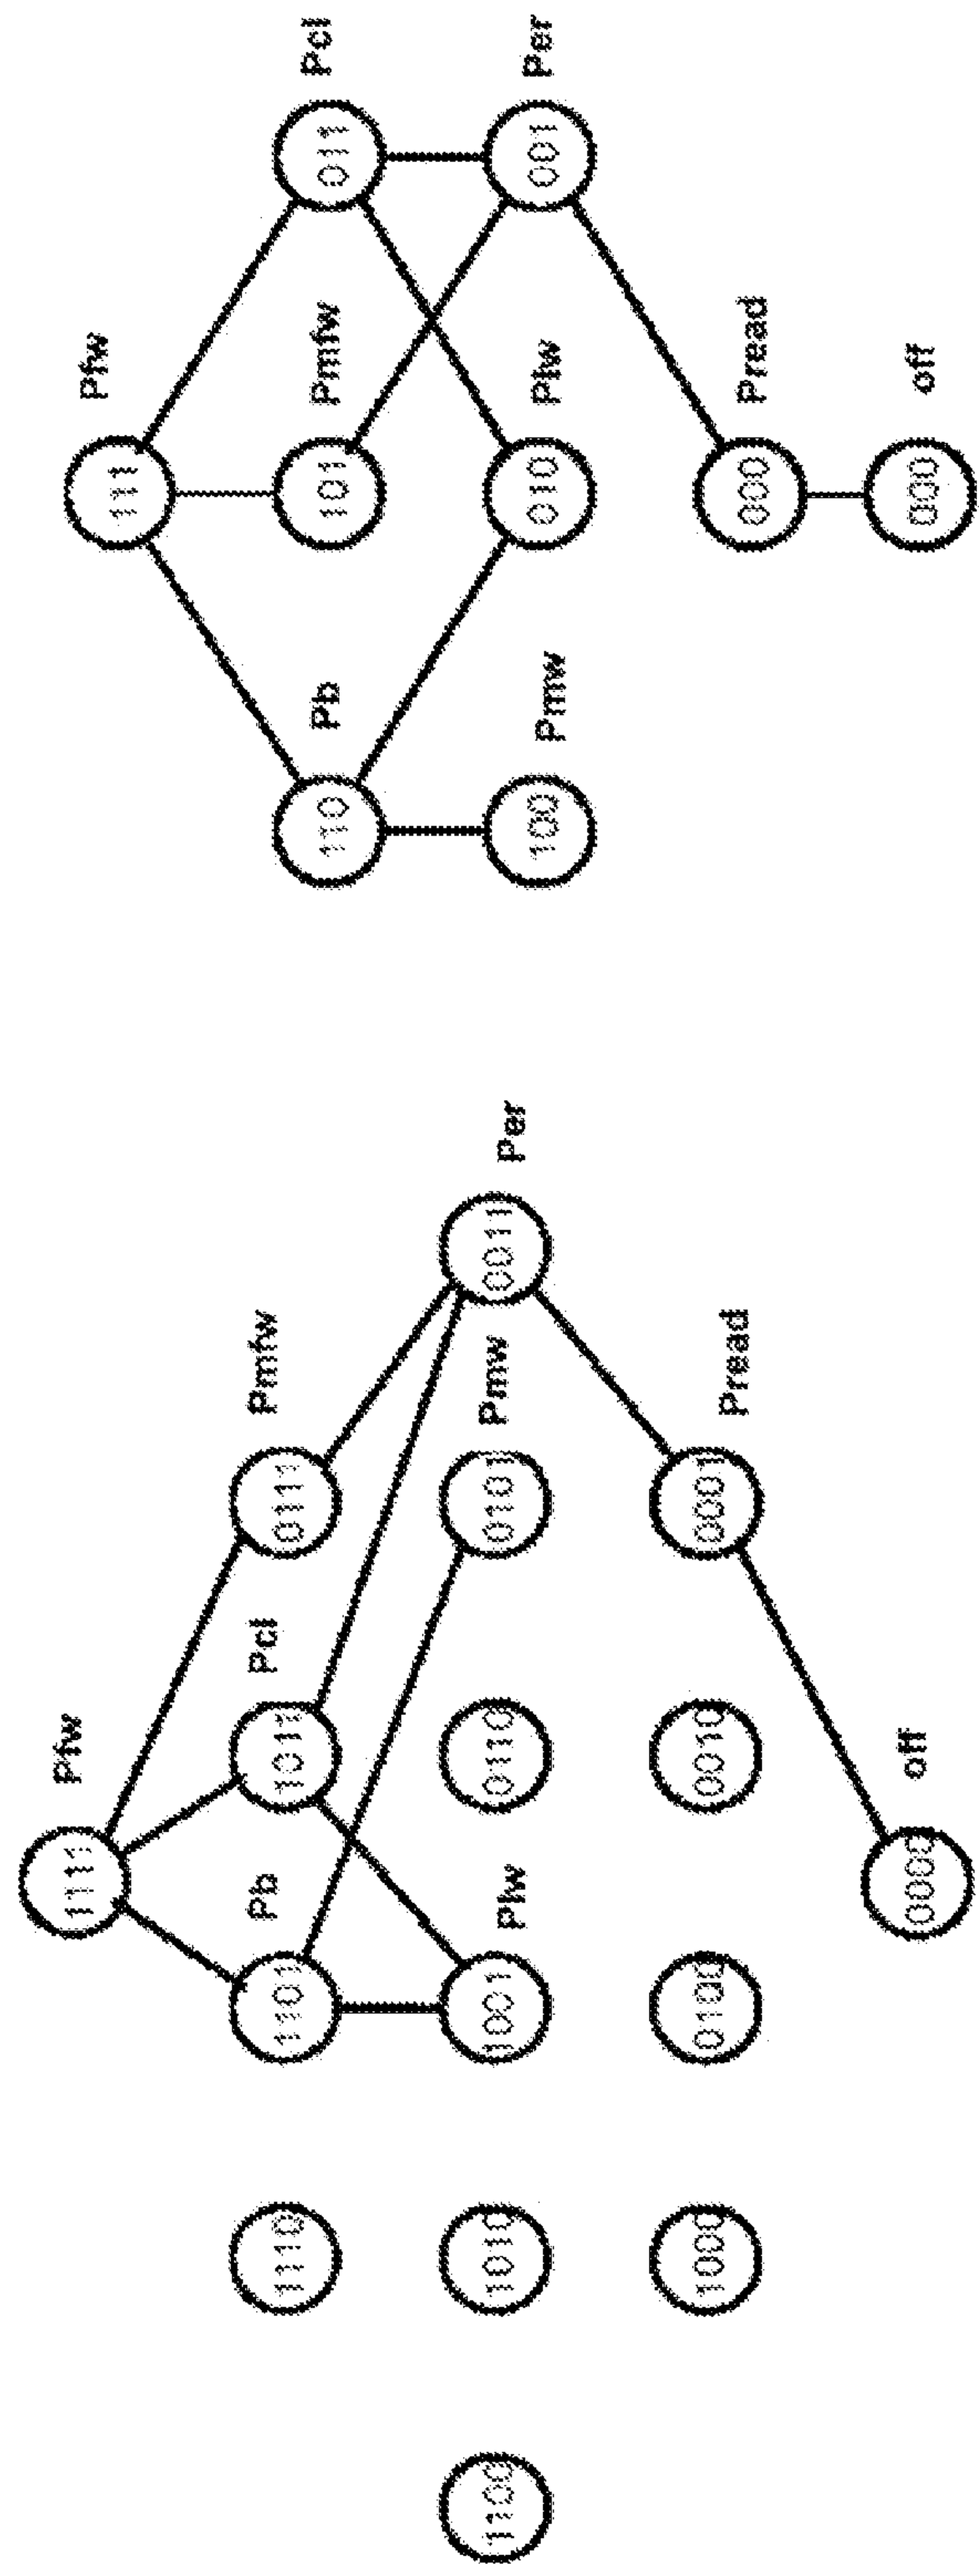 1111 Pfw
1110 1101 Pb 1011 Pcl 0111 Pmfw
1100 1010 1001 Plw 0110 0101 Pmw 0011 Per
1000 0100 0010 0001 Pread
0000 off
111 Pfw
110 Pb 101 Pmfw 011 Pcl
100 Pmw 010 Plw 001 Per
000 Pread
000 off